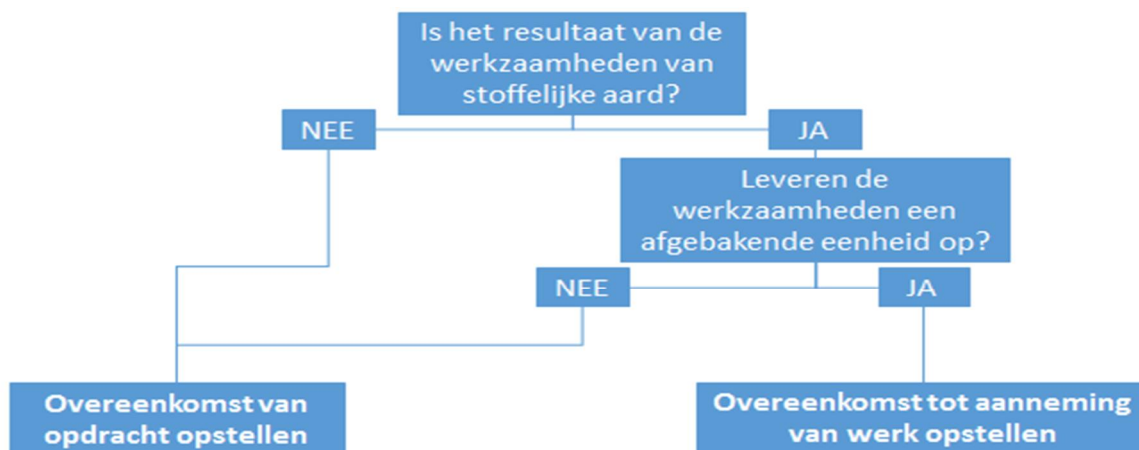 Is het resultaat van de
werkzaamheden van
stoffelijke aard?
NEE
JA
Leveren de
werkzaamheden een
afgebakende eenheid op?
NEE
JA
Overeenkomst van
opdracht opstellen
Overeenkomst tot aanneming
van werk opstellen